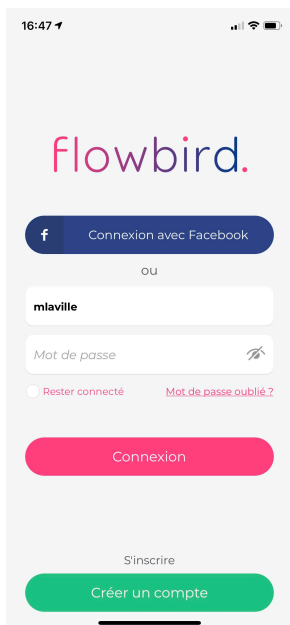 16:47
flowbird.
f Connexion avec Facebook
ou
mlaville
Mot de passe
Rester connecté Mot de passe oublié ?
Connexion
S'inscrire
Créer un compte